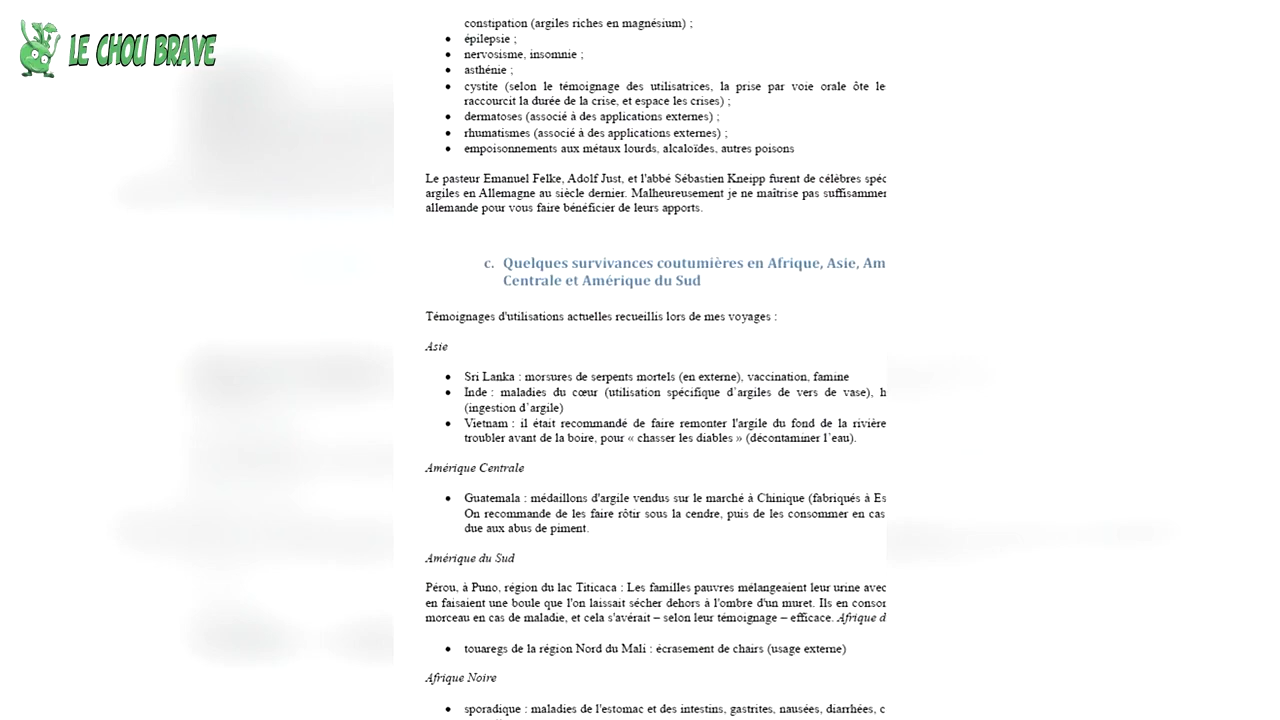 LE CHOU BRAVE
constipation (argiles riches en magnésium) ;
• épilepsie ;
• nervosisme, insomnie ;
• asthénie ;
• cystite (selon le témoignage des utilisatrices, la prise par voie orale ôte le
raccourcit la durée de la crise, et espace les crises) ;
• dermatoses (associé à des applications externes) ;
• rhumatismes (associé à des applications externes) ;
• empoisonnements aux métaux lourds, alcaloïdes, autres poisons
Le pasteur Emanuel Felke, Adolf Just, et l'abbé Sébastien Kneipp furent de célèbres spéc
argiles en Allemagne au siècle dernier. Malheureusement je ne maîtrise pas suffisammer
allemande pour vous faire bénéficier de leurs apports.
c. Quelques survivances coutumières en Afrique, Asie, Am
Centrale et Amérique du Sud
Témoignages d'utilisations actuelles recueillis lors de mes voyages :
Asie
• Sri Lanka : morsures de serpents mortels (en externe), vaccination, famine
• Inde : maladies du cœur (utilisation spécifique d’argiles de vers de vase), h
(ingestion d’argile)
• Vietnam : il était recommandé de faire remonter l'argile du fond de la rivière
troubler avant de la boire, pour « chasser les diables » (décontaminer l’eau).
Amérique Centrale
• Guatemala : médaillons d'argile vendus sur le marché à Chinique (fabriqués à Es
On recommande de les faire rôtir sous la cendre, puis de les consommer en cas
due aux abus de piment.
Amérique du Sud
Pérou, à Puno, région du lac Titicaca : Les familles pauvres mélangeaient leur urine avec
en faisaient une boule que l'on laissait sécher dehors à l'ombre d'un muret. Ils en consor
morceau en cas de maladie, et cela s'avérait – selon leur témoignage – efficace. Afrique d
• touaregs de la région Nord du Mali : écrasement de chairs (usage externe)
Afrique Noire
• sporadique : maladies de l'estomac et des intestins, gastrites, nausées, diarrhées, c